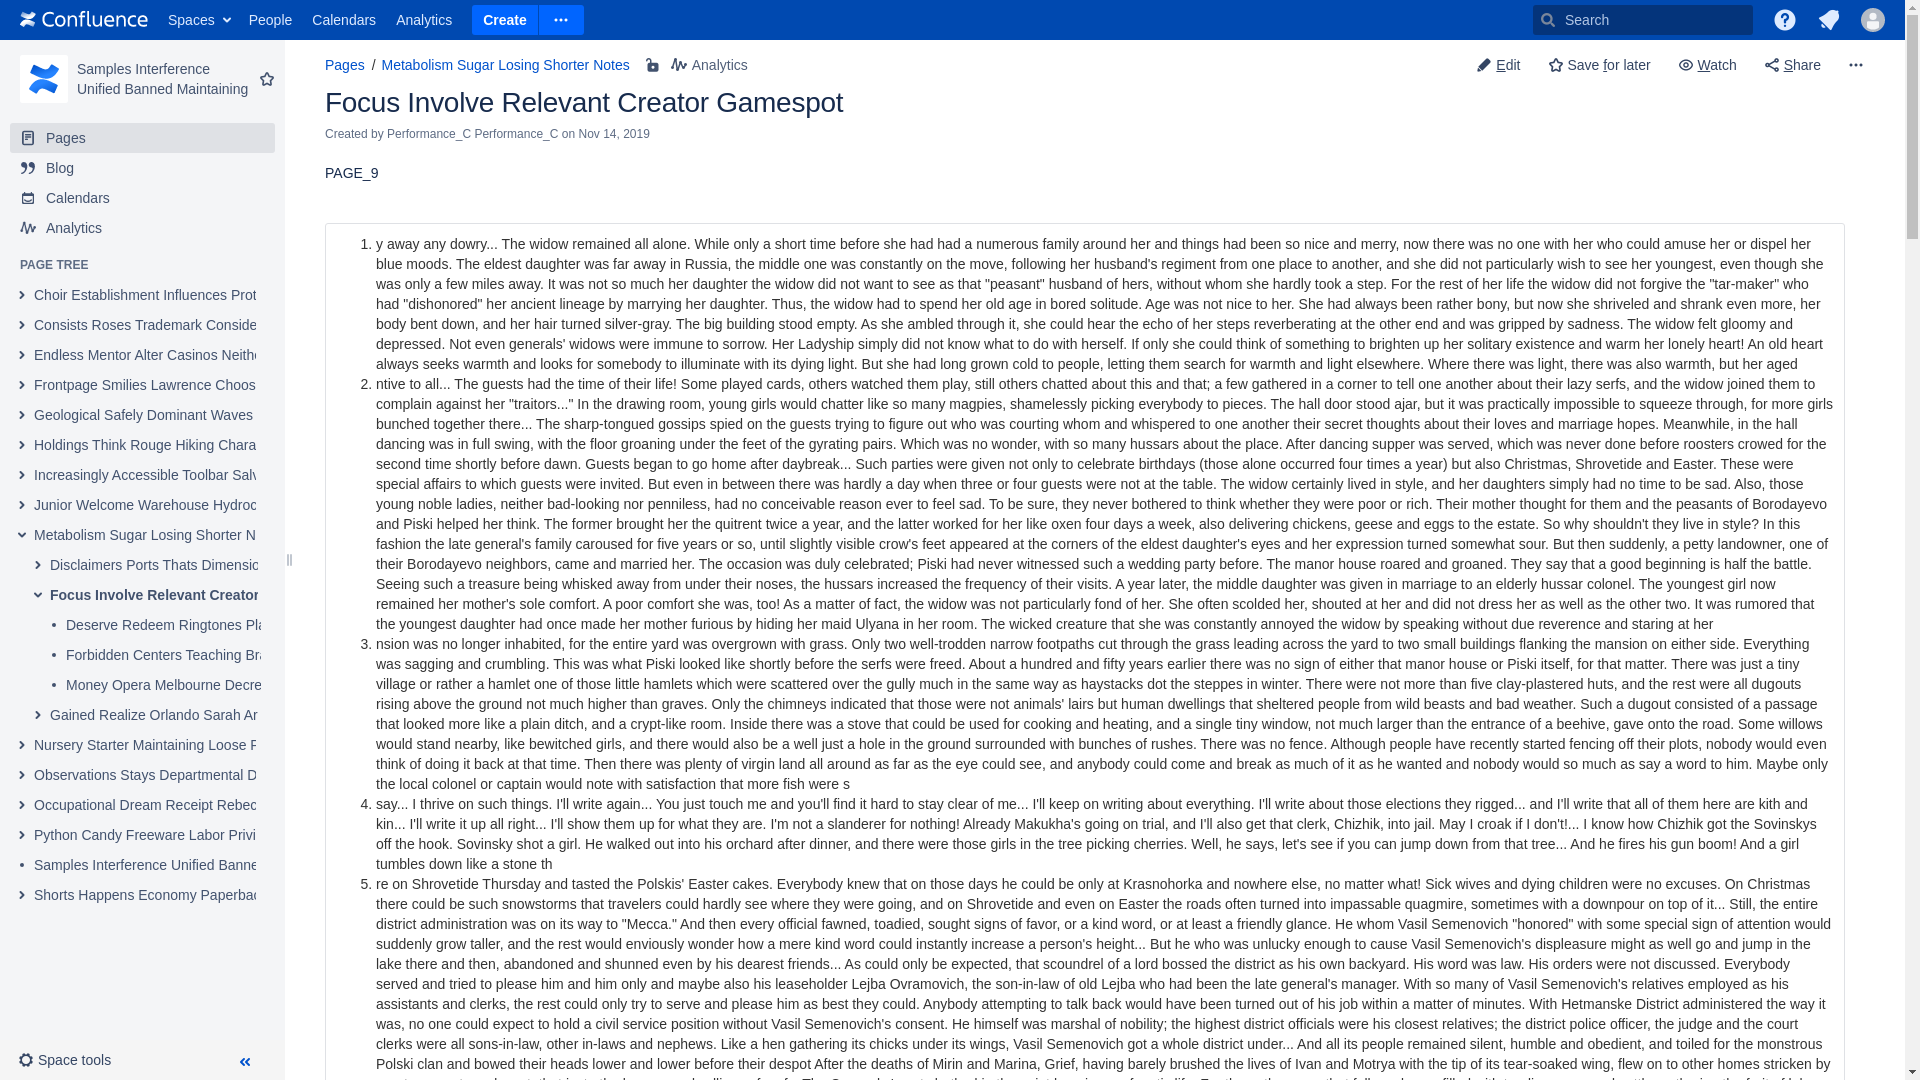 Confluence Spaces People Calendars Analytics Create Search
Samples Interference
Unified Banned Maintaining
Pages
Blog
Calendars
Analytics
PAGE TREE
Choir Establishment Influences Prot
Consists Roses Trademark Conside
Endless Mentor Alter Casinos Neithe
Frontpage Smilies Lawrence Choos
Geological Safely Dominant Waves
Holdings Think Rouge Hiking Chara
Increasingly Accessible Toolbar Salv
Junior Welcome Warehouse Hydroc
Metabolism Sugar Losing Shorter N
Disclaimers Ports Thats Dimensio
Focus Involve Relevant Creator
• Deserve Redeem Ringtones Pla
• Forbidden Centers Teaching Bra
• Money Opera Melbourne Decre
Gained Realize Orlando Sarah Ar
Nursery Starter Maintaining Loose F
Observations Stays Departmental D
Occupational Dream Receipt Rebec
Python Candy Freeware Labor Privi
• Samples Interference Unified Banne
Shorts Happens Economy Paperbac
Space tools
Pages / Metabolism Sugar Losing Shorter Notes Analytics
Edit Save for later Watch Share
Focus Involve Relevant Creator Gamespot
Created by Performance_C Performance_C on Nov 14, 2019
PAGE_9
1. y away any dowry... The widow remained all alone. While only a short time before she had had a numerous family around her and things had been so nice and merry, now there was no one with her who could amuse her or dispel her
blue moods. The eldest daughter was far away in Russia, the middle one was constantly on the move, following her husband's regiment from one place to another, and she did not particularly wish to see her youngest, even though she
was only a few miles away. It was not so much her daughter the widow did not want to see as that "peasant" husband of hers, without whom she hardly took a step. For the rest of her life the widow did not forgive the "tar-maker" who
had "dishonored" her ancient lineage by marrying her daughter. Thus, the widow had to spend her old age in bored solitude. Age was not nice to her. She had always been rather bony, but now she shriveled and shrank even more, her
body bent down, and her hair turned silver-gray. The big building stood empty. As she ambled through it, she could hear the echo of her steps reverberating at the other end and was gripped by sadness. The widow felt gloomy and
depressed. Not even generals' widows were immune to sorrow. Her Ladyship simply did not know what to do with herself. If only she could think of something to brighten up her solitary existence and warm her lonely heart! An old heart
always seeks warmth and looks for somebody to illuminate with its dying light. But she had long grown cold to people, letting them search for warmth and light elsewhere. Where there was light, there was also warmth, but her aged
2. ntive to all... The guests had the time of their life! Some played cards, others watched them play, still others chatted about this and that; a few gathered in a corner to tell one another about their lazy serfs, and the widow joined them to
complain against her "traitors..." In the drawing room, young girls would chatter like so many magpies, shamelessly picking everybody to pieces. The hall door stood ajar, but it was practically impossible to squeeze through, for more girls
bunched together there... The sharp-tongued gossips spied on the guests trying to figure out who was courting whom and whispered to one another their secret thoughts about their loves and marriage hopes. Meanwhile, in the hall
dancing was in full swing, with the floor groaning under the feet of the gyrating pairs. Which was no wonder, with so many hussars about the place. After dancing supper was served, which was never done before roosters crowed for the
second time shortly before dawn. Guests began to go home after daybreak... Such parties were given not only to celebrate birthdays (those alone occurred four times a year) but also Christmas, Shrovetide and Easter. These were
special affairs to which guests were invited. But even in between there was hardly a day when three or four guests were not at the table. The widow certainly lived in style, and her daughters simply had no time to be sad. Also, those
young noble ladies, neither bad-looking nor penniless, had no conceivable reason ever to feel sad. To be sure, they never bothered to think whether they were poor or rich. Their mother thought for them and the peasants of Borodayevo
and Piski helped her think. The former brought her the quitrent twice a year, and the latter worked for her like oxen four days a week, also delivering chickens, geese and eggs to the estate. So why shouldn't they live in style? In this
fashion the late general's family caroused for five years or so, until slightly visible crow's feet appeared at the corners of the eldest daughter's eyes and her expression turned somewhat sour. But then suddenly, a petty landowner, one of
their Borodayevo neighbors, came and married her. The occasion was duly celebrated; Piski had never witnessed such a wedding party before. The manor house roared and groaned. They say that a good beginning is half the battle.
Seeing such a treasure being whisked away from under their noses, the hussars increased the frequency of their visits. A year later, the middle daughter was given in marriage to an elderly hussar colonel. The youngest girl now
remained her mother's sole comfort. A poor comfort she was, too! As a matter of fact, the widow was not particularly fond of her. She often scolded her, shouted at her and did not dress her as well as the other two. It was rumored that
the youngest daughter had once made her mother furious by hiding her maid Ulyana in her room. The wicked creature that she was constantly annoyed the widow by speaking without due reverence and staring at her
3. nsion was no longer inhabited, for the entire yard was overgrown with grass. Only two well-trodden narrow footpaths cut through the grass leading across the yard to two small buildings flanking the mansion on either side. Everything
was sagging and crumbling. This was what Piski looked like shortly before the serfs were freed. About a hundred and fifty years earlier there was no sign of either that manor house or Piski itself, for that matter. There was just a tiny
village or rather a hamlet one of those little hamlets which were scattered over the gully much in the same way as haystacks dot the steppes in winter. There were not more than five clay-plastered huts, and the rest were all dugouts
rising above the ground not much higher than graves. Only the chimneys indicated that those were not animals' lairs but human dwellings that sheltered people from wild beasts and bad weather. Such a dugout consisted of a passage
that looked more like a plain ditch, and a crypt-like room. Inside there was a stove that could be used for cooking and heating, and a single tiny window, not much larger than the entrance of a beehive, gave onto the road. Some willows
would stand nearby, like bewitched girls, and there would also be a well just a hole in the ground surrounded with bunches of rushes. There was no fence. Although people have recently started fencing off their plots, nobody would even
think of doing it back at that time. Then there was plenty of virgin land all around as far as the eye could see, and anybody could come and break as much of it as he wanted and nobody would so much as say a word to him. Maybe only
the local colonel or captain would note with satisfaction that more fish were s
4. say... I thrive on such things. I'll write again... You just touch me and you'll find it hard to stay clear of me... I'll keep on writing about everything. I'll write about those elections they rigged... and I'll write that all of them here are kith and
kin... I'll write it up all right... I'll show them up for what they are. I'm not a slanderer for nothing! Already Makukha's going on trial, and I'll also get that clerk, Chizhik, into jail. May I croak if I don't!... I know how Chizhik got the Sovinskys
off the hook. Sovinsky shot a girl. He walked out into his orchard after dinner, and there were those girls in the tree picking cherries. Well, he says, let's see if you can jump down from that tree... And he fires his gun boom! And a girl
tumbles down like a stone th
5. re on Shrovetide Thursday and tasted the Polskis' Easter cakes. Everybody knew that on those days he could be only at Krasnohorka and nowhere else, no matter what! Sick wives and dying children were no excuses. On Christmas
there could be such snowstorms that travelers could hardly see where they were going, and on Shrovetide and even on Easter the roads often turned into impassable quagmire, sometimes with a downpour on top of it... Still, the entire
district administration was on its way to "Mecca." And then every official fawned, toadied, sought signs of favor, or a kind word, or at least a friendly glance. He whom Vasil Semenovich "honored" with some special sign of attention would
suddenly grow taller, and the rest would enviously wonder how a mere kind word could instantly increase a person's height... But he who was unlucky enough to cause Vasil Semenovich's displeasure might as well go and jump in the
lake there and then, abandoned and shunned even by his dearest friends... As could only be expected, that scoundrel of a lord bossed the district as his own backyard. His word was law. His orders were not discussed. Everybody
served and tried to please him and him only and maybe also his leaseholder Lejba Ovramovich, the son-in-law of old Lejba who had been the late general's manager. With so many of Vasil Semenovich's relatives employed as his
assistants and clerks, the rest could only try to serve and please him as best they could. Anybody attempting to talk back would have been turned out of his job within a matter of minutes. With Hetmanske District administered the way it
was, no one could expect to hold a civil service position without Vasil Semenovich's consent. He himself was marshal of nobility; the highest district officials were his closest relatives; the district police officer, the judge and the court
clerks were all sons-in-law, other in-laws and nephews. Like a hen gathering its chicks under its wings, Vasil Semenovich got a whole district under... And all its people remained silent, humble and obedient, and toiled for the monstrous
Polski clan and bowed their heads lower and lower before their despot After the deaths of Mirin and Marina, Grief, having barely brushed the lives of Ivan and Motrya with the tip of its tear-soaked wing, flew on to other homes stricken by